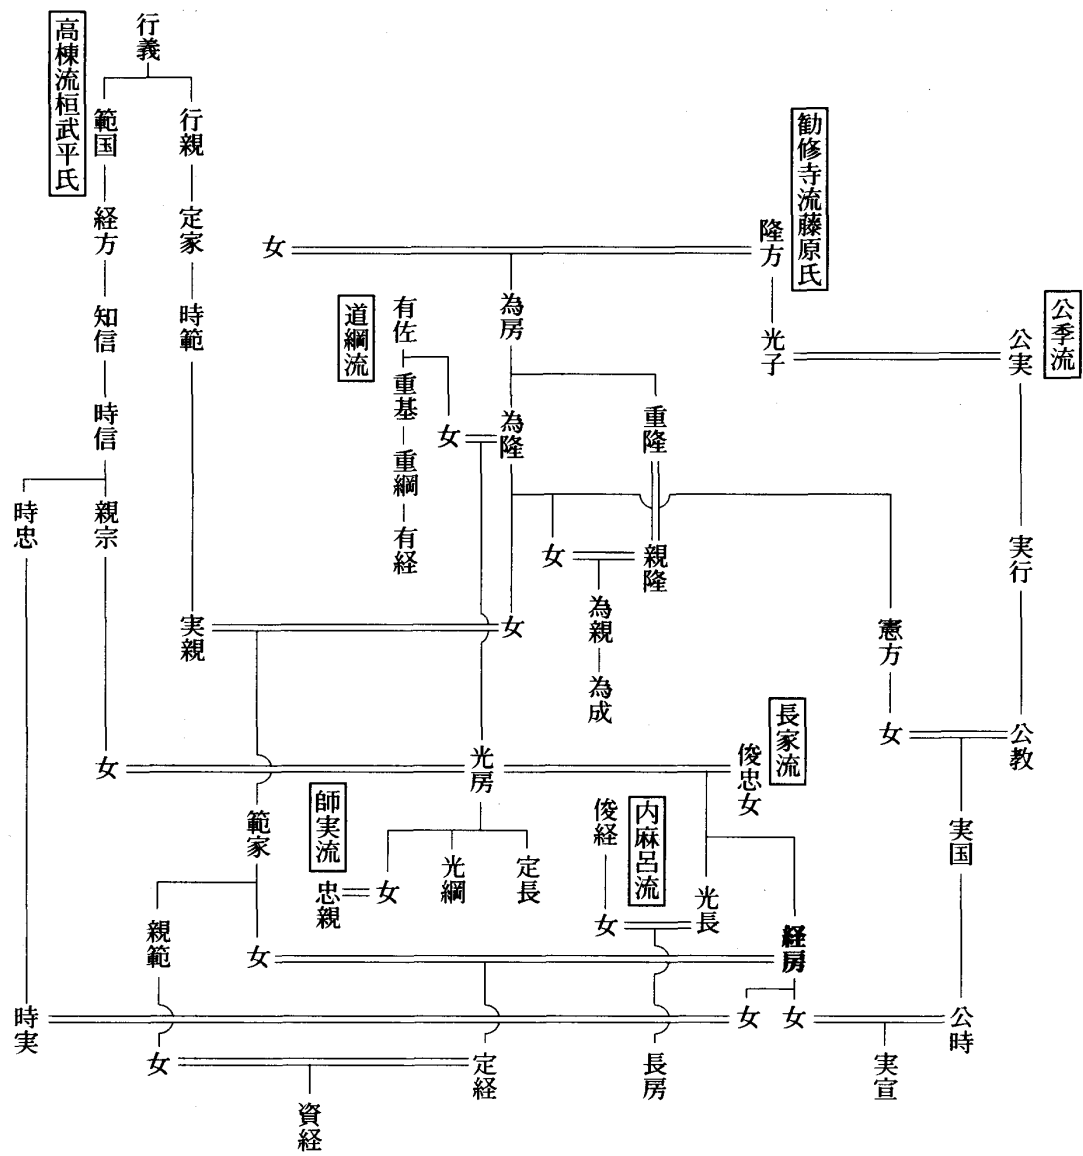 高棟流桓武平氏
行義
範国
経方
知信
時信
時忠
親宗
行親
定家
時範
実親
女
道綱流
有佐
重基
重綱
有経
女
為房
為隆
重隆
勧修寺流藤原氏
隆方
光子
公季流
公実
実行
公教
女
親隆
為親
為成
女
憲方
女
女
光房
長家流
俊忠女
範家
師実流
忠親
女
光綱
定長
俊経
女
内麻呂流
光長
経房
実国
親範
女
時実
女
女
公時
女
定経
長房
実宣
資経